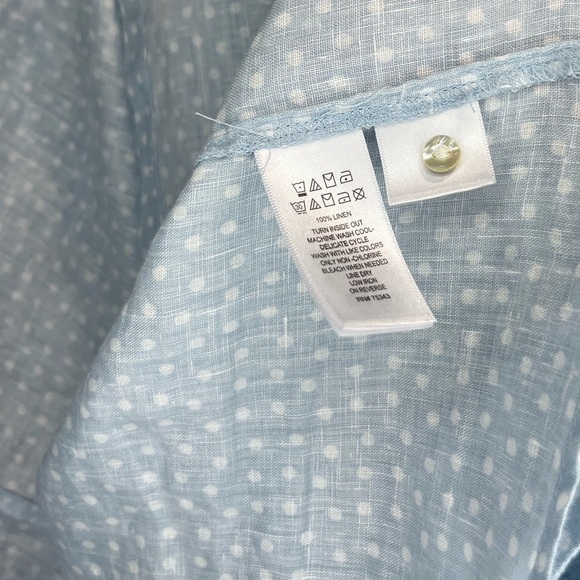 30
100% LINEN
TURN INSIDE OUT
MACHINE WASH COOL-
DELICATE CYCLE
WASH WITH LIKE COLORS
ONLY NON-CHLORINE
BLEACH WHEN NEEDED
LINE DRY
LOW IRON
ON REVERSE
RN# 75343